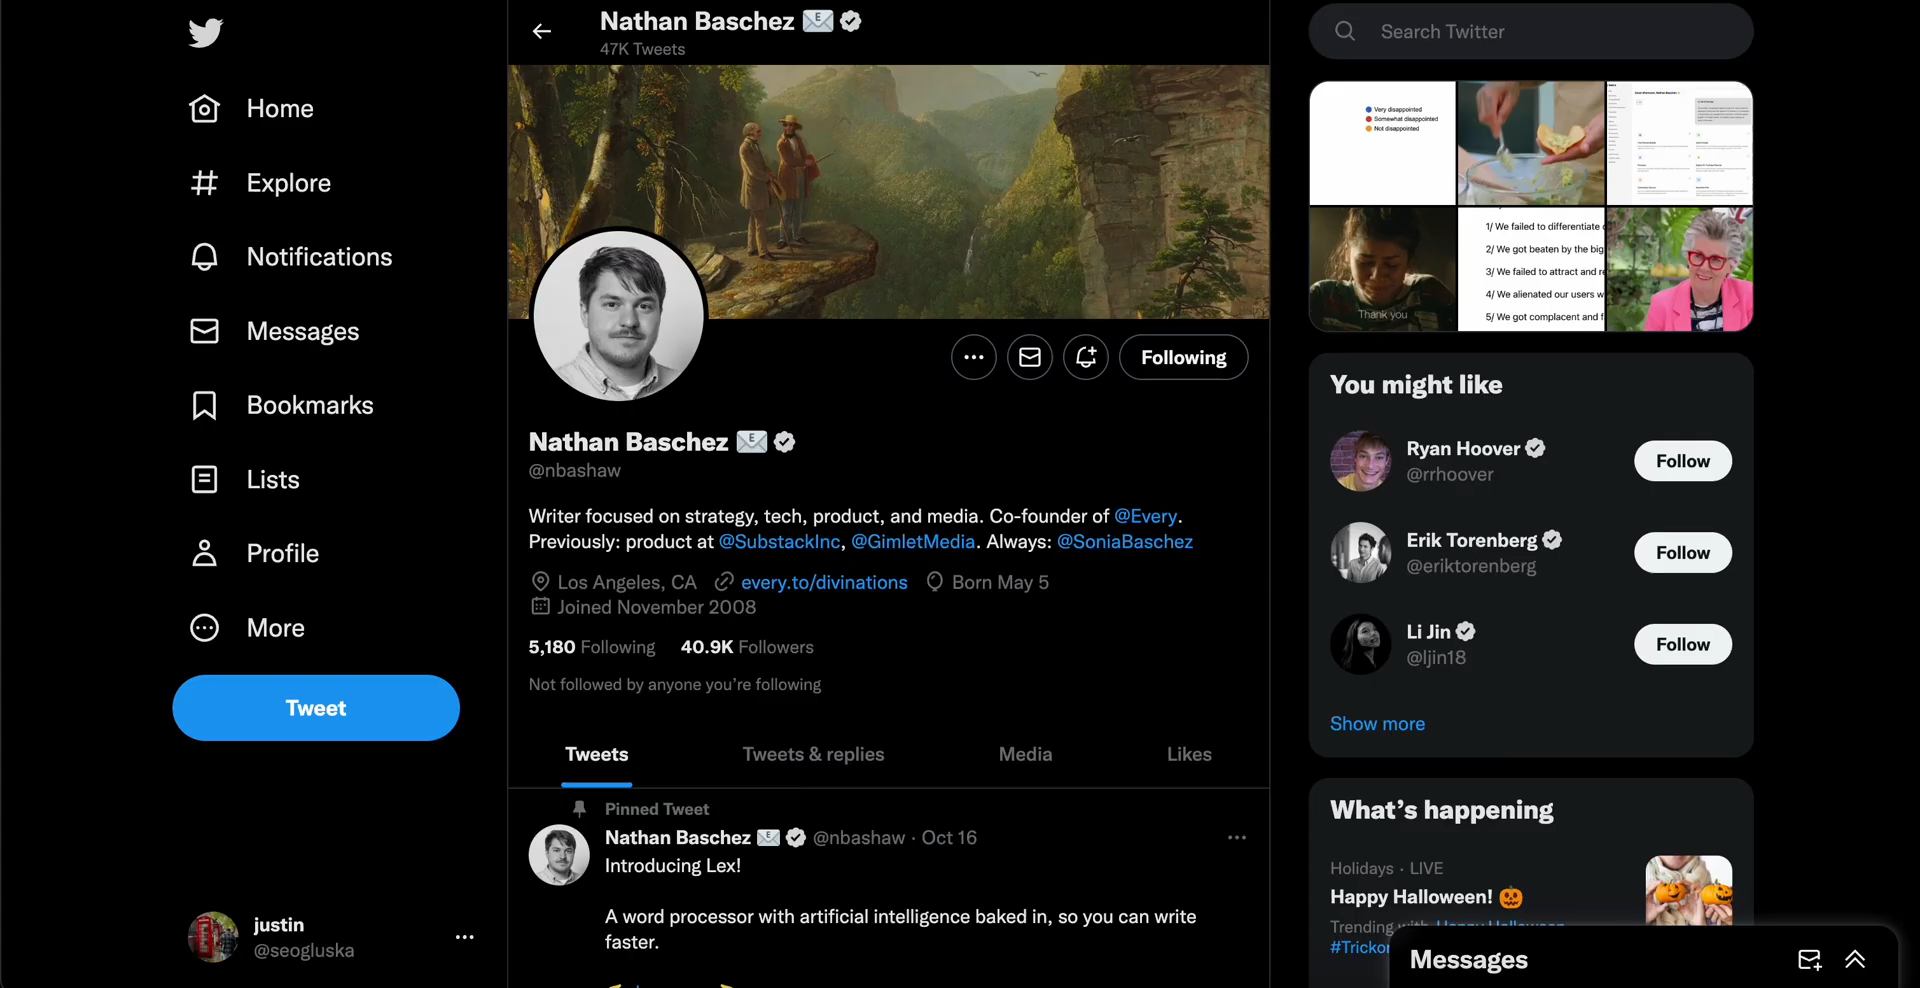 Nathan Baschez
47K Tweets
Search Twitter
Home
Explore
Notifications
Messages
Bookmarks
Lists
Profile
More
Tweet
justin
@seogluska
Following
Nathan Baschez
@nbashaw
Writer focused on strategy, tech, product, and media. Co-founder of @Every.
Previously: product at @SubstackInc, @GimletMedia. Always: @SoniaBaschez
Los Angeles, CA every.to/divinations Born May 5
Joined November 2008
5,180 Following 40.9K Followers
Not followed by anyone you’re following
Tweets Tweets & replies Media Likes
Pinned Tweet
Nathan Baschez @nbashaw · Oct 16
Introducing Lex!
A word processor with artificial intelligence baked in, so you can write
faster.
Very disappointed
Somewhat disappointed
Not disappointed
Thank you
1/ We failed to differentiate
2/ We got beaten by the big
3/ We failed to attract and
4/ We alienated our users
5/ We got complacent and
You might like
Ryan Hoover
@rrhoover
Follow
Erik Torenberg
@eriktorenberg
Follow
Li Jin
@ljin18
Follow
Show more
What’s happening
Holidays · LIVE
Happy Halloween! 🎃
Trending with
Messages